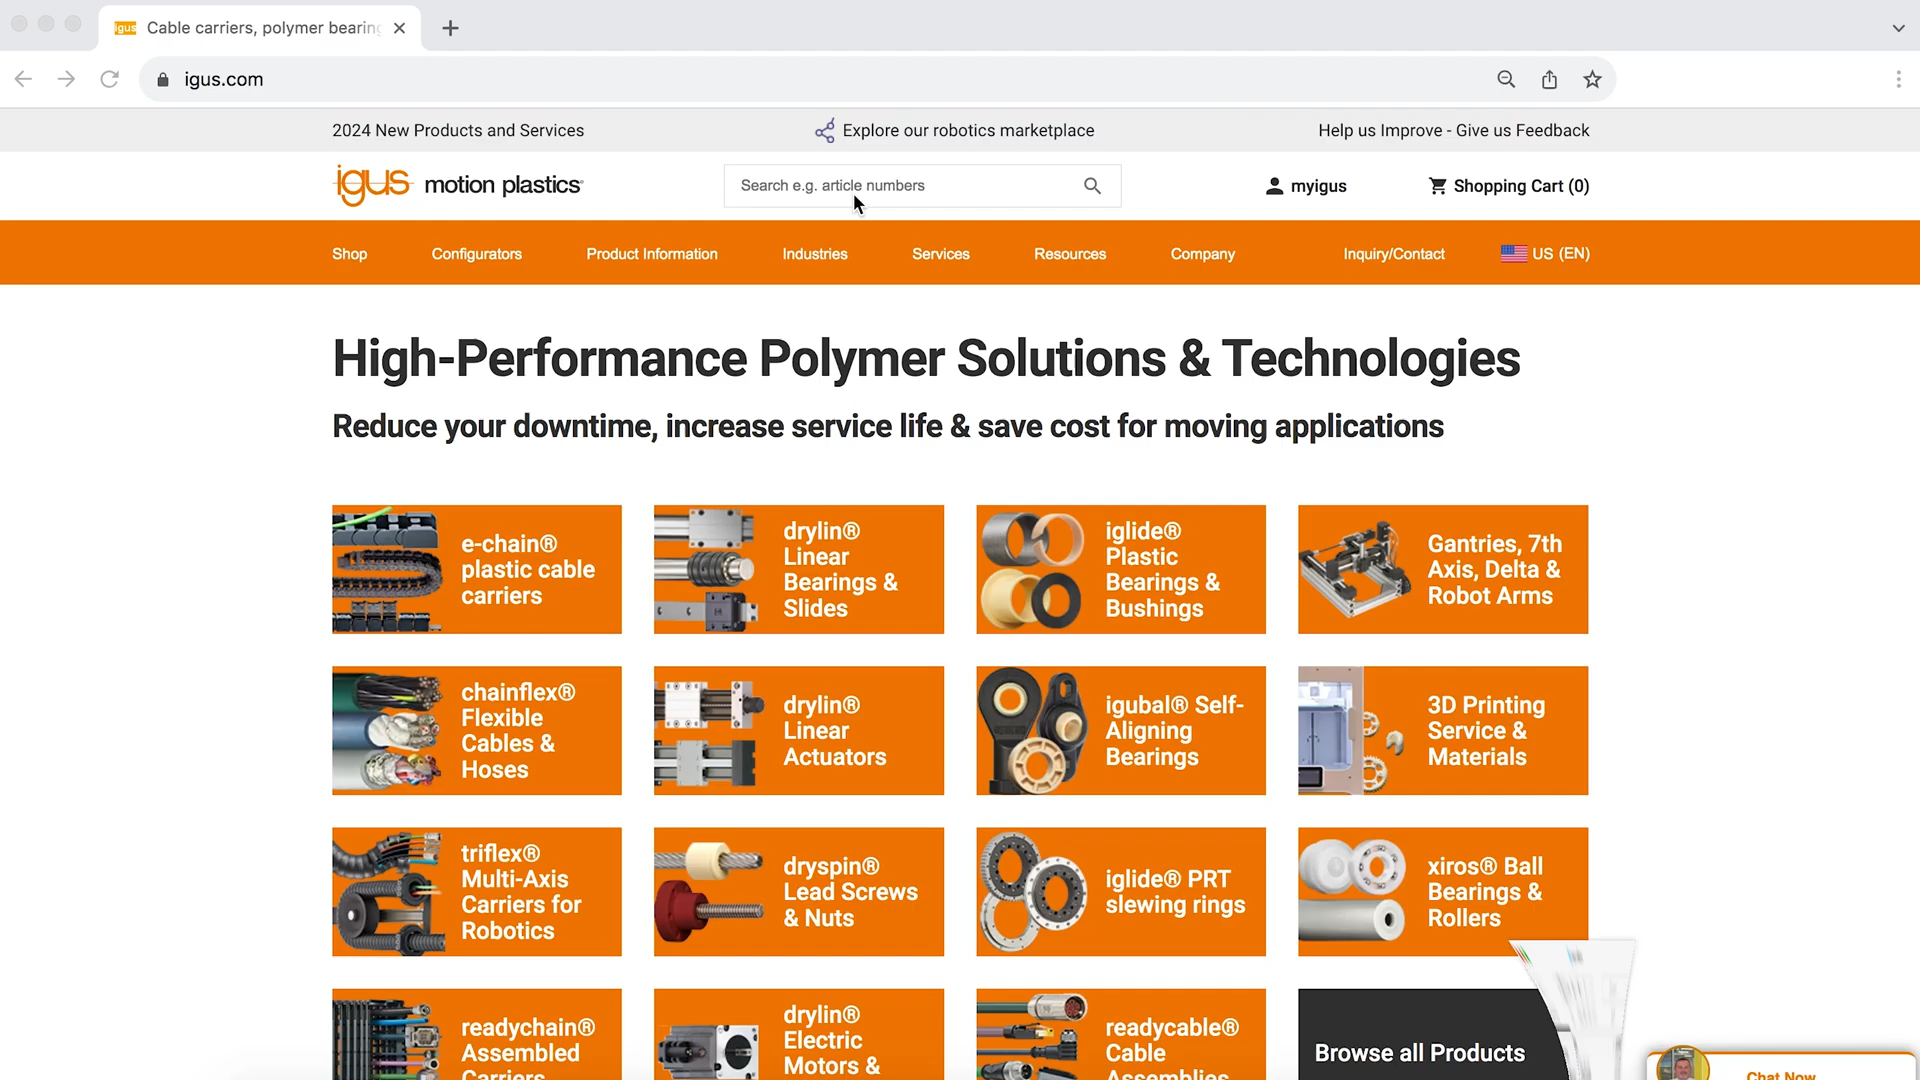 igus Cable carriers, polymer bearing
igus.com
2024 New Products and Services
Explore our robotics marketplace
Help us Improve - Give us Feedback
igus motion plastics®
Search e.g. article numbers
myigus
Shopping Cart (0)
Shop
Configurators
Product Information
Industries
Services
Resources
Company
Inquiry/Contact
US (EN)
High-Performance Polymer Solutions & Technologies
Reduce your downtime, increase service life & save cost for moving applications
e-chain®
plastic cable
carriers
drylin®
Linear
Bearings &
Slides
iglide®
Plastic
Bearings &
Bushings
Gantries, 7th
Axis, Delta &
Robot Arms
chainflex®
Flexible
Cables &
Hoses
drylin®
Linear
Actuators
igubal® Self-
Aligning
Bearings
3D Printing
Service &
Materials
triflex®
Multi-Axis
Carriers for
Robotics
dryspin®
Lead Screws
& Nuts
iglide® PRT
slewing rings
xiros® Ball
Bearings &
Rollers
readychain®
Assembled
Carriers
drylin®
Electric
Motors &
readycable®
Cable
Assemblies
Browse all Products
Chat Now